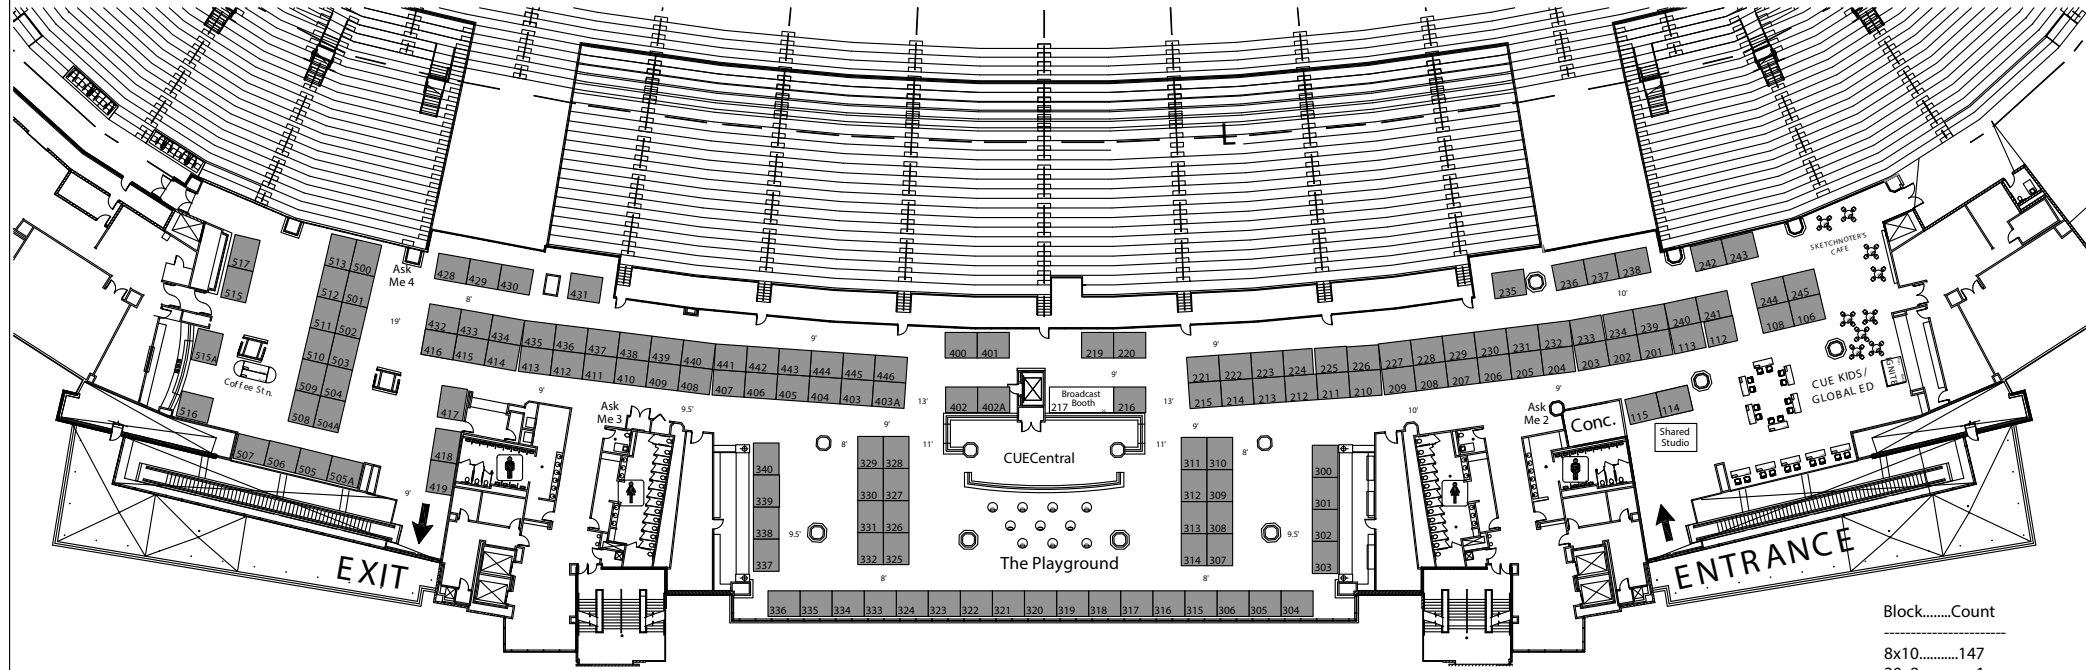 L
SKETCHNOTER'S
CAFE
517
515
513 500
512 501
511 502
510 503
509 504
508 504A
Ask
Me 4
428 429 430 431
8'
19'
235 236 237 238
242 243
10'
244 245
108 106
432 433 434 435 436 437 438 439 440 441 442 443 444 445 446
416 415 414 413 412 411 410 409 408 407 406 405 404 403 403A
9'
400 401
219 220
9'
9'
221 222 223 224 225 226 227 228 229 230 231 232 233 234 239 240 241
215 214 213 212 211 210 209 208 207 206 205 204 203 202 201 113 112
515A
Coffee Stn.
516
9'
417
418
419
Ask
Me 3
9.5'
13'
402 402A
217
Broadcast
Booth
216
13'
10'
9'
Ask
Me 2
Conc.
115 114
Shared
Studio
CUE KIDS/
GLOBAL ED
IGNITE
507 506 505 505A
9'
340
339
338
337
8'
9.5'
9'
329 328
330 327
331 326
332 325
8'
11'
CUECentral
The Playground
11'
9'
311 310
312 309
313 308
314 307
8'
8'
9.5'
300
301
302
303
EXIT
ENTRANCE
336 335 334 333 324 323 322 321 320 319 318 317 316 315 306 305 304
Block........Count
------------------------
8x10..........147